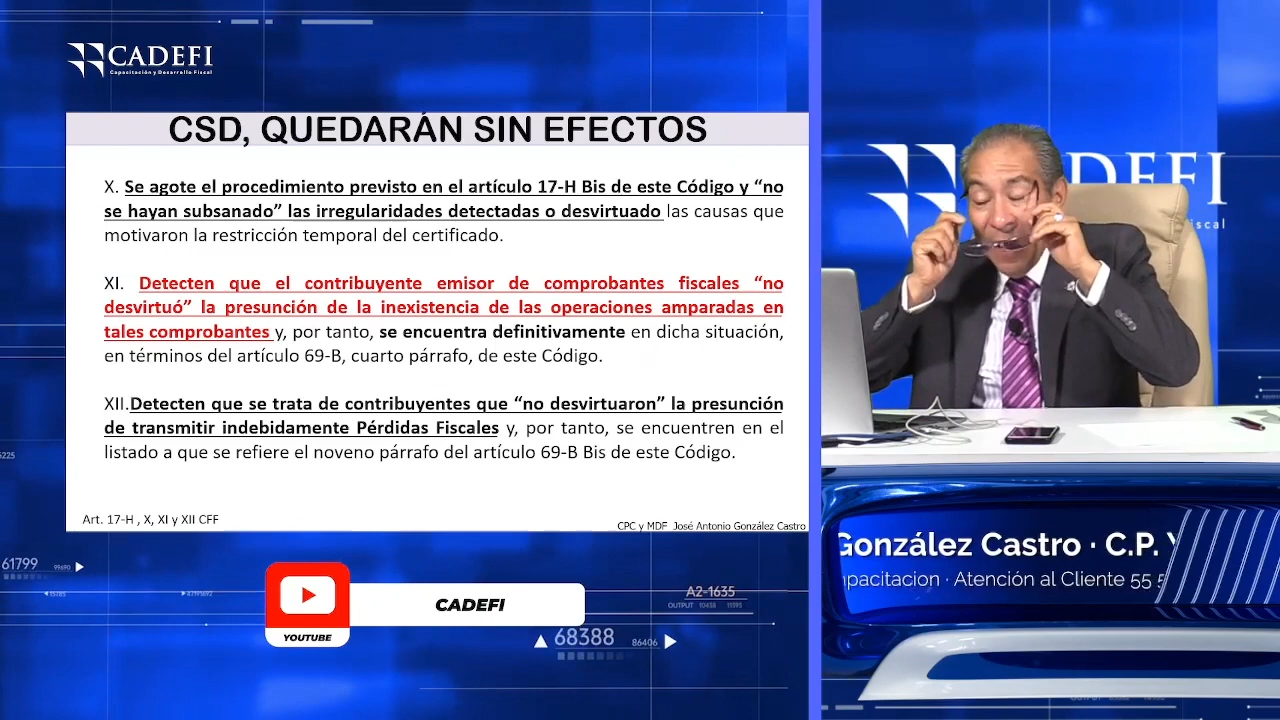 CADEFI
Capacitación y Desarrollo Fiscal
CSD, QUEDARÁN SIN EFECTOS
X. Se agote el procedimiento previsto en el artículo 17-H Bis de este Código y “no
se hayan subsanado” las irregularidades detectadas o desvirtuado las causas que
motivaron la restricción temporal del certificado.
XI. Detecten que el contribuyente emisor de comprobantes fiscales “no
desvirtuó” la presunción de la inexistencia de las operaciones amparadas en
tales comprobantes y, por tanto, se encuentra definitivamente en dicha situación,
en términos del artículo 69-B, cuarto párrafo, de este Código.
XII.Detecten que se trata de contribuyentes que “no desvirtuaron” la presunción
de transmitir indebidamente Pérdidas Fiscales y, por tanto, se encuentren en el
listado a que se refiere el noveno párrafo del artículo 69-B Bis de este Código.
Art. 17-H , X, XI y XII CFF
CPC y MDF José Antonio González Castro
González Castro · C.P.
pacitacion · Atención al Cliente 55
YOUTUBE
CADEFI
61799
A2-1635
OUTPUT
68388
86406